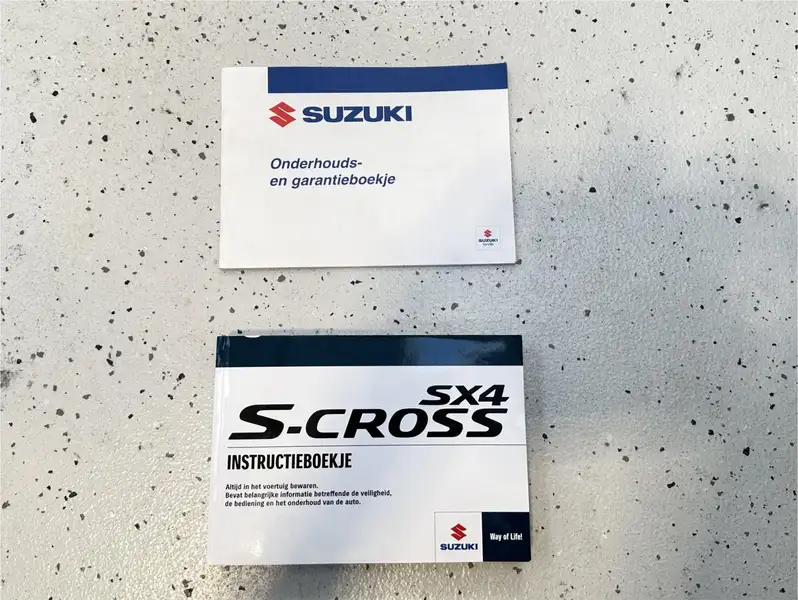 SUZUKI
Onderhouds-
en garantieboekje
SUZUKI
SX4
S-CROSS
INSTRUCTIEBOEKJE
Altijd in het voertuig bewaren.
Bevat belangrijke informatie betreffende de veiligheid,
de bediening en het onderhoud van de auto.
SUZUKI
Way of Life!